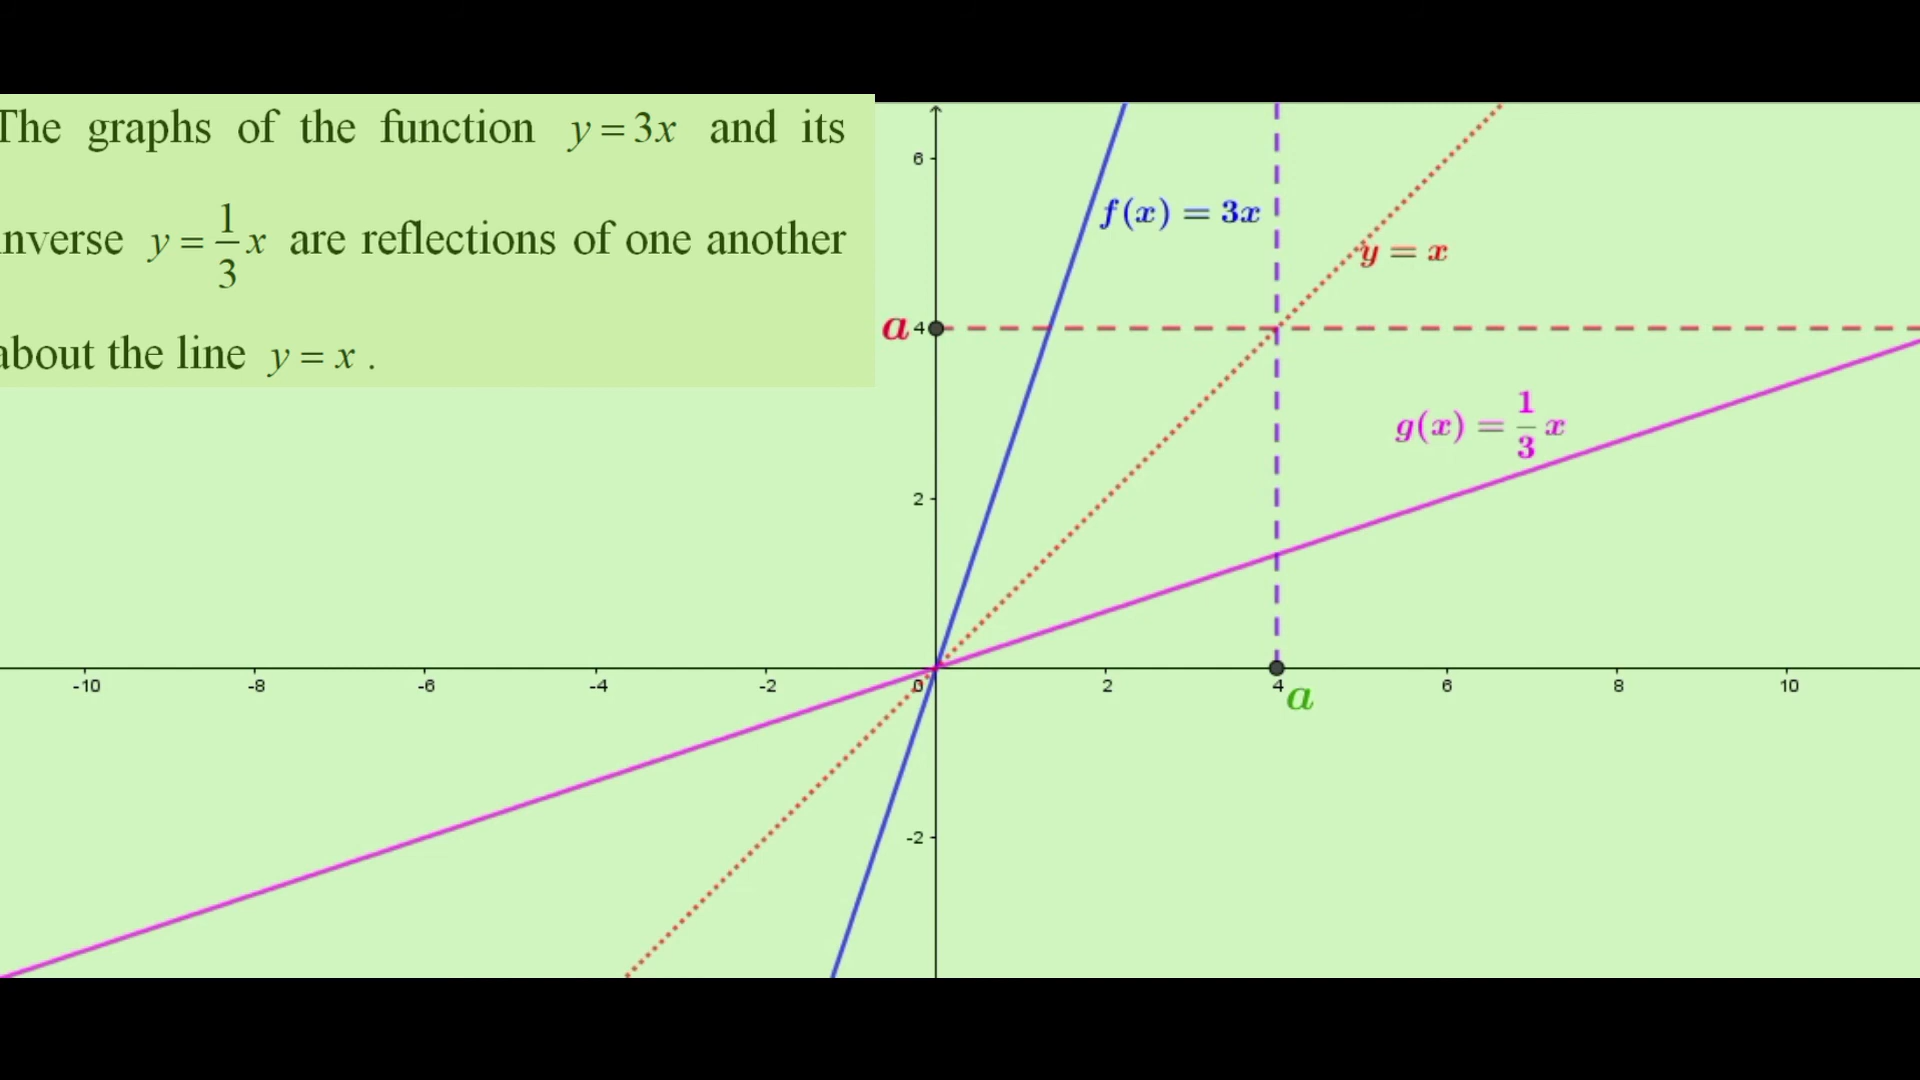 The graphs of the function y = 3x and its
nverse y = 1/3 x are reflections of one another
about the line y = x .
f(x) = 3x
y = x
g(x) = 1/3 x
a
a
6
4
2
-2
-10 -8 -6 -4 -2 0 2 4 6 8 10